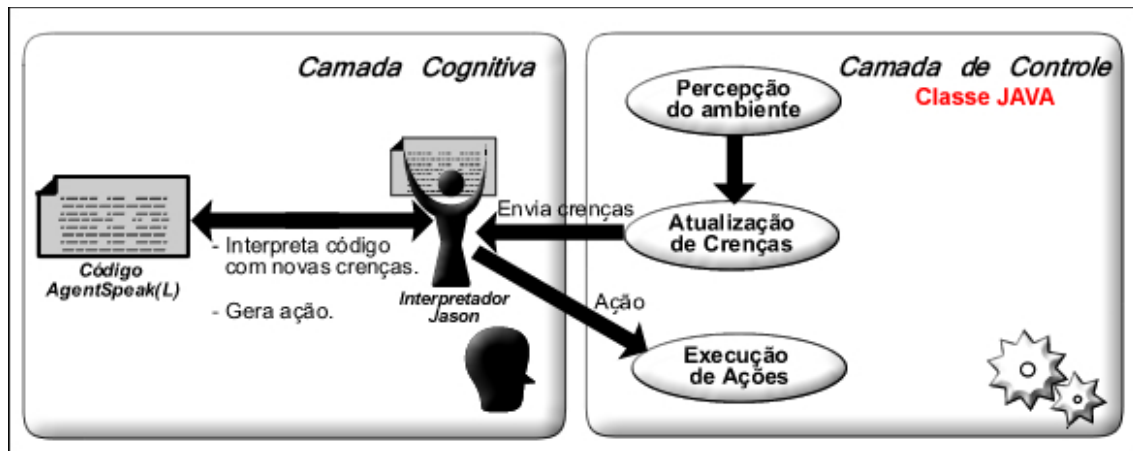 Camada Cognitiva
Código
AgentSpeak(L)
- Interpreta código
com novas crenças.
- Gera ação.
Interpretador
Jason
Envia crenças
Ação
Camada de Controle
Classe JAVA
Percepção
do ambiente
Atualização
de Crenças
Execução
de Ações